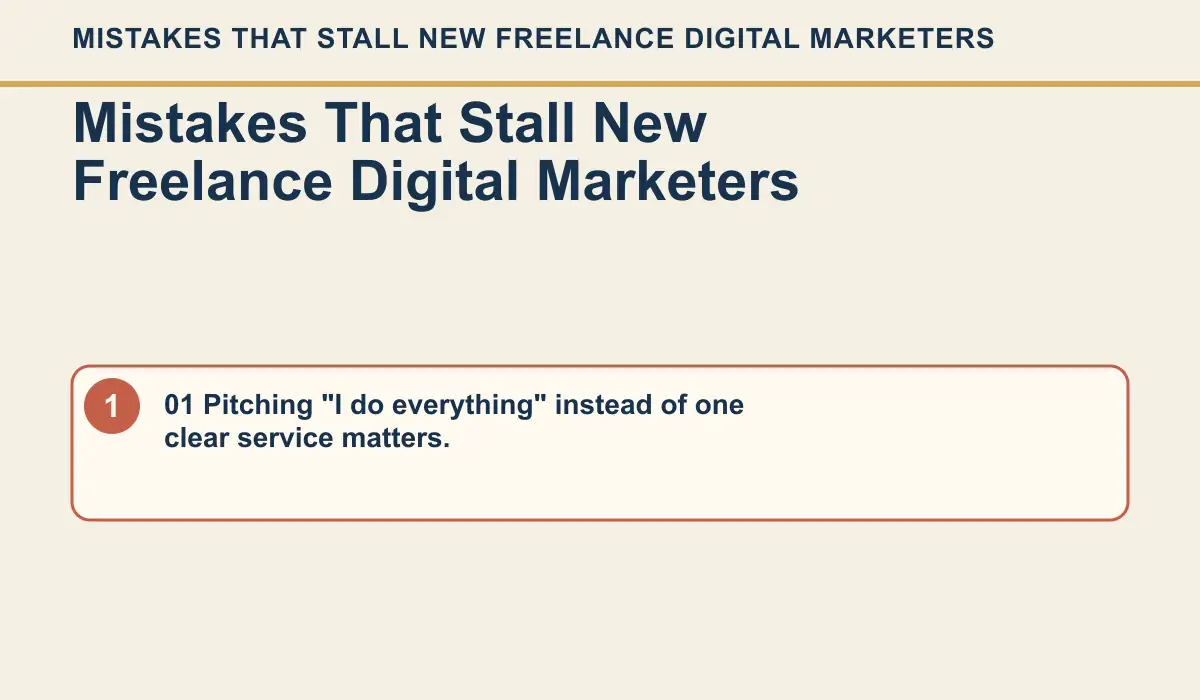 MISTAKES THAT STALL NEW FREELANCE DIGITAL MARKETERS
Mistakes That Stall New
Freelance Digital Marketers
1
01 Pitching "I do everything" instead of one
clear service matters.